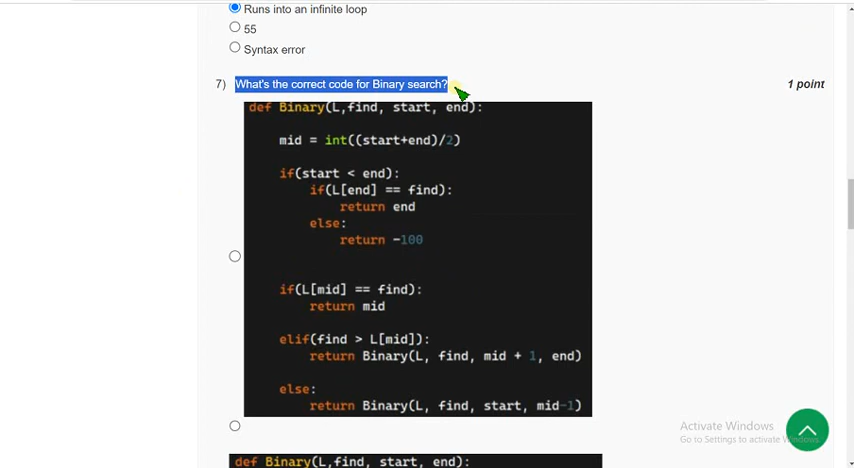 Runs into an infinite loop
55
Syntax error
7) What's the correct code for Binary search? 1 point
def Binary(L,find, start, end):
mid = int((start+end)/2)
if(start < end):
if(L[end] == find):
return end
else:
return -100
if(L[mid] == find):
return mid
elif(find > L[mid]):
return Binary(L, find, mid + 1, end)
else:
return Binary(L, find, start, mid-1)
Activate Windows
Go to Settings to activate Windows.
def Binary(L,find, start, end):